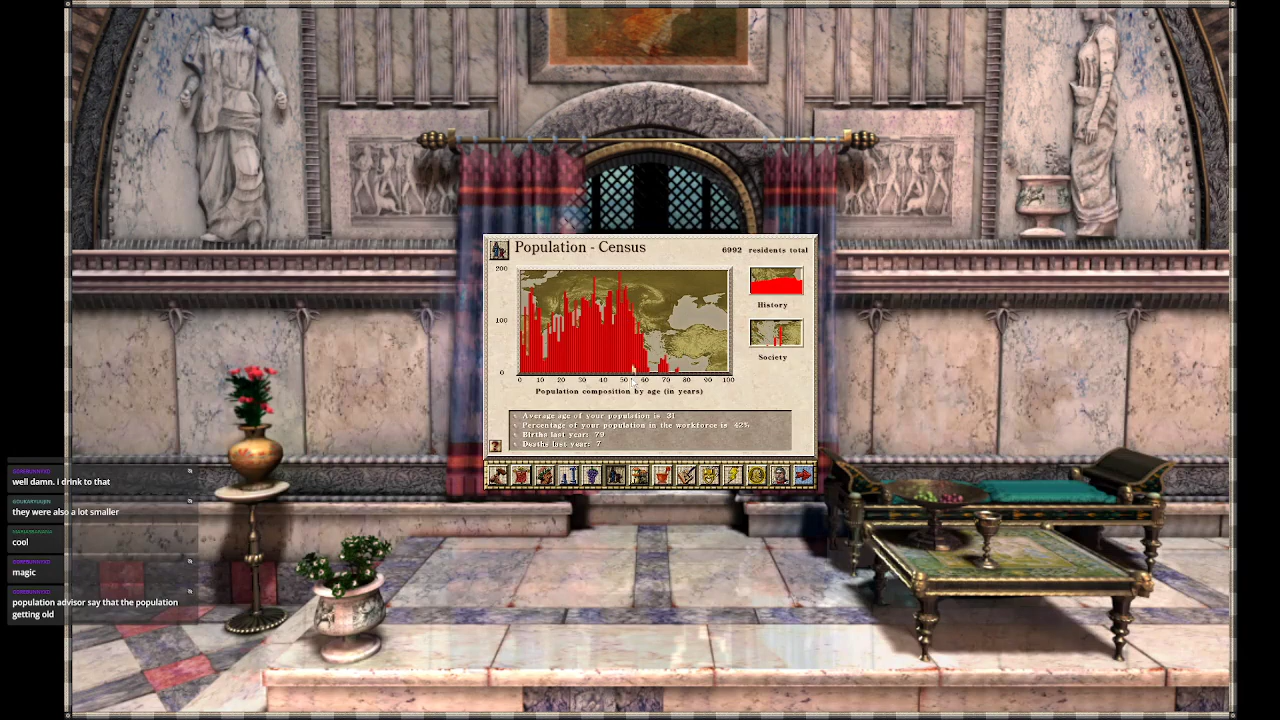 Population - Census
6992 residents total
200
100
0
0 10 20 30 40 50 60 70 80 90 100
Population composition by age (in years)
History
Society
Average age of your population is 31
Percentage of your population in the workforce is 42%
Births last year: 79
Deaths last year: 7
well damn. i drink to that
they were also a lot smaller
cool
magic
population advisor say that the population
getting old